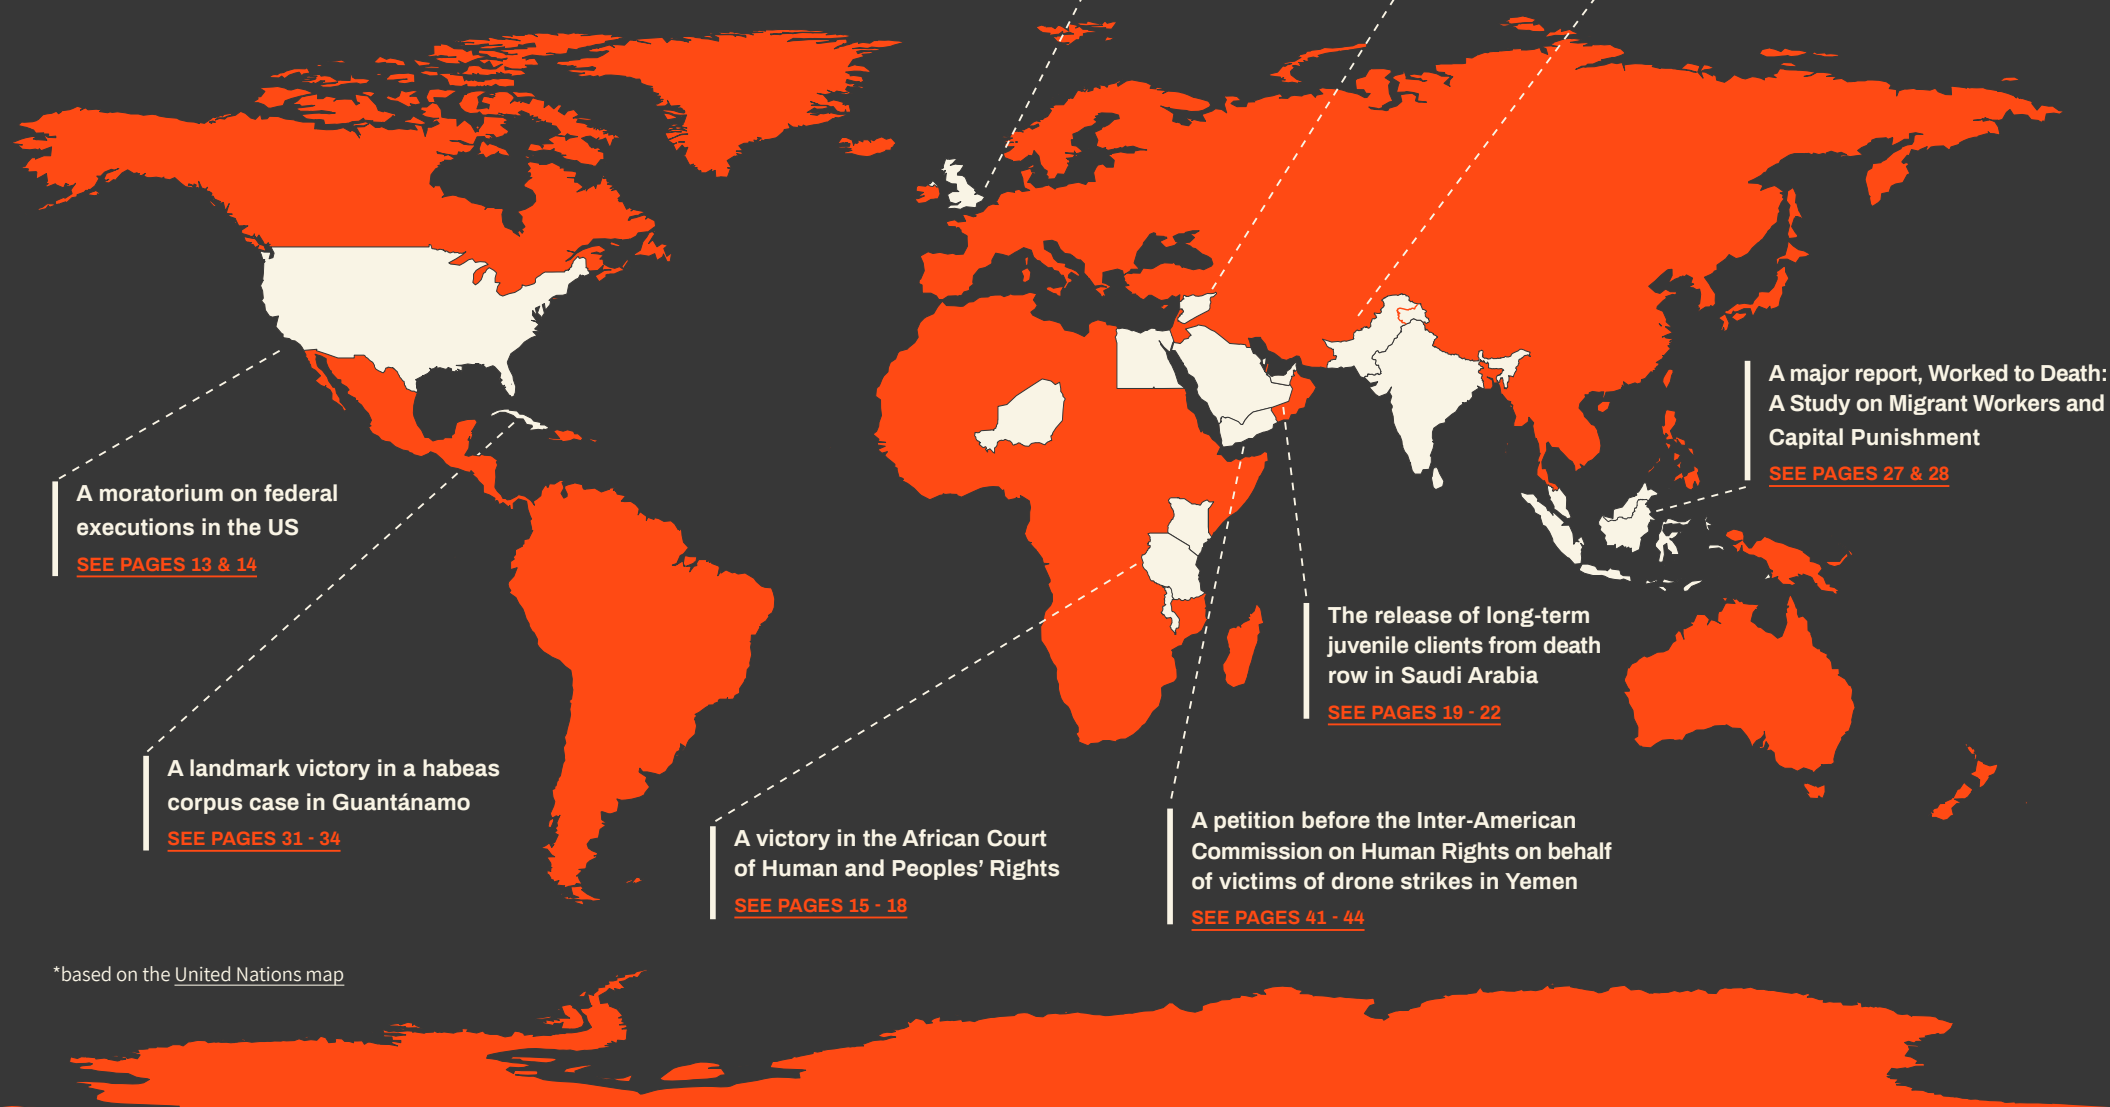 A major report, Worked to Death:
A Study on Migrant Workers and
Capital Punishment
SEE PAGES 27 & 28
A moratorium on federal
executions in the US
SEE PAGES 13 & 14
The release of long-term
juvenile clients from death
row in Saudi Arabia
SEE PAGES 19 - 22
A landmark victory in a habeas
corpus case in Guantánamo
SEE PAGES 31 - 34
A victory in the African Court
of Human and Peoples’ Rights
SEE PAGES 15 - 18
A petition before the Inter-American
Commission on Human Rights on behalf
of victims of drone strikes in Yemen
SEE PAGES 41 - 44
*based on the United Nations map